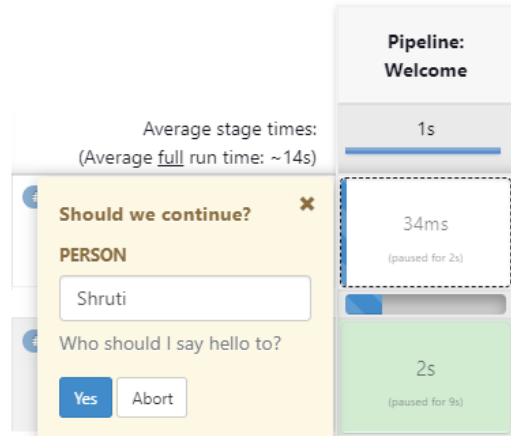 Pipeline:
Welcome
Average stage times:
1s
(Average full run time: ~14s)
#
Should we continue?
✖
PERSON
Shruti
Who should I say hello to?
Yes
Abort
34ms
(paused for 2s)
#
2s
(paused for 9s)